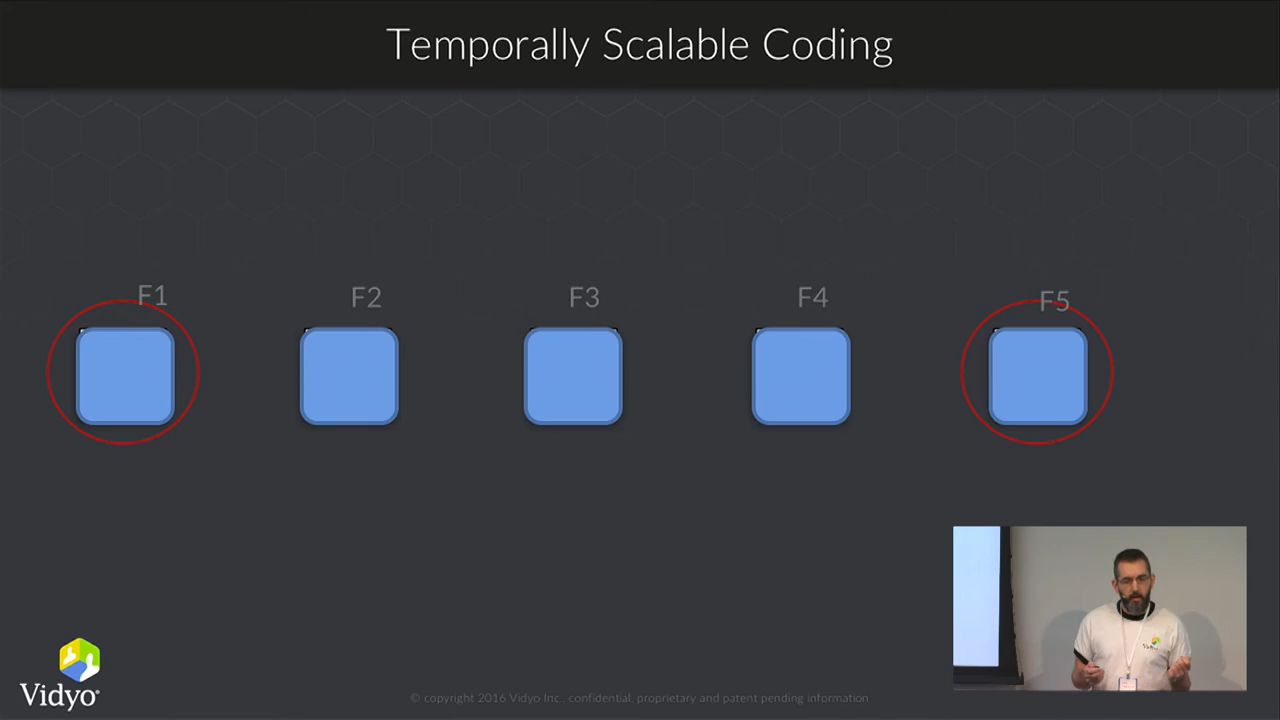 Temporally Scalable Coding
F1
F2
F3
F4
F5
Vidyo
Vidyo
© copyright 2016 Vidyo Inc., confidential, proprietary and patent pending information